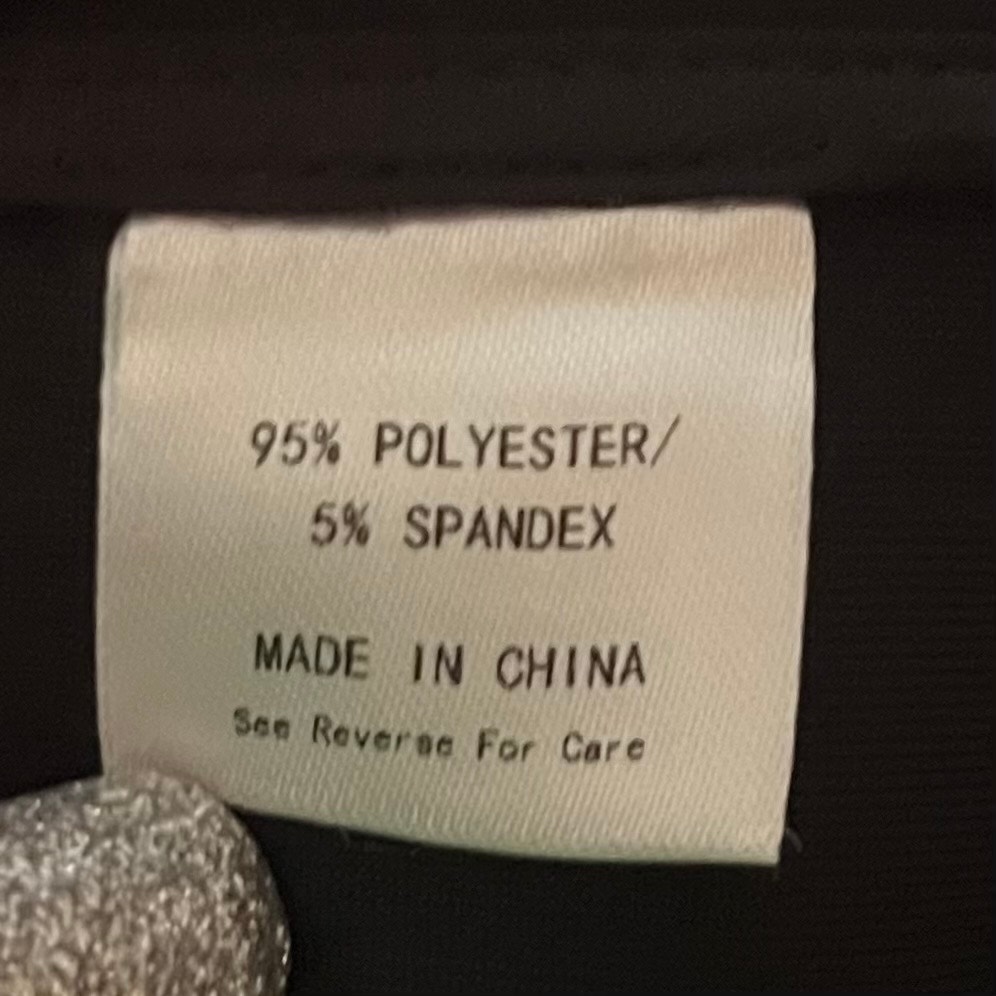 95% POLYESTER/
5% SPANDEX
MADE IN CHINA
See Reverse For Care